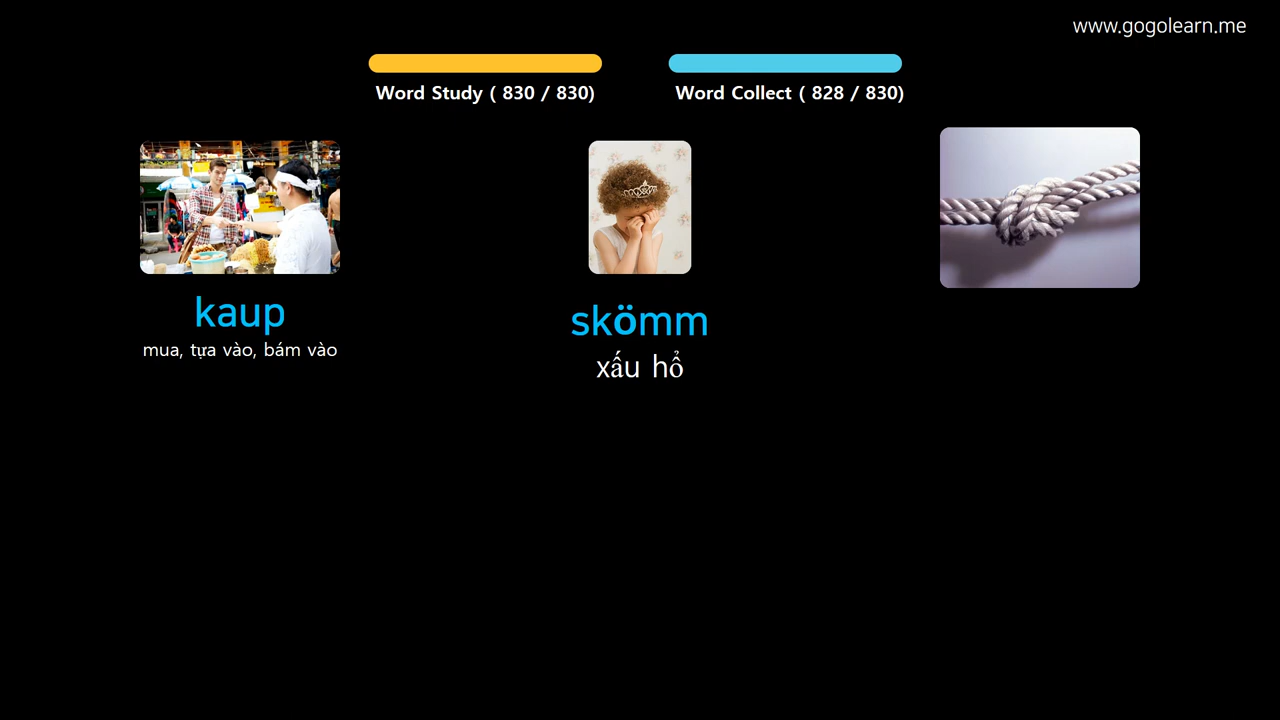 www.gogolearn.me
Word Study ( 830 / 830)
Word Collect ( 828 / 830)
kaup
mua, tựa vào, bám vào
skömm
xấu hổ